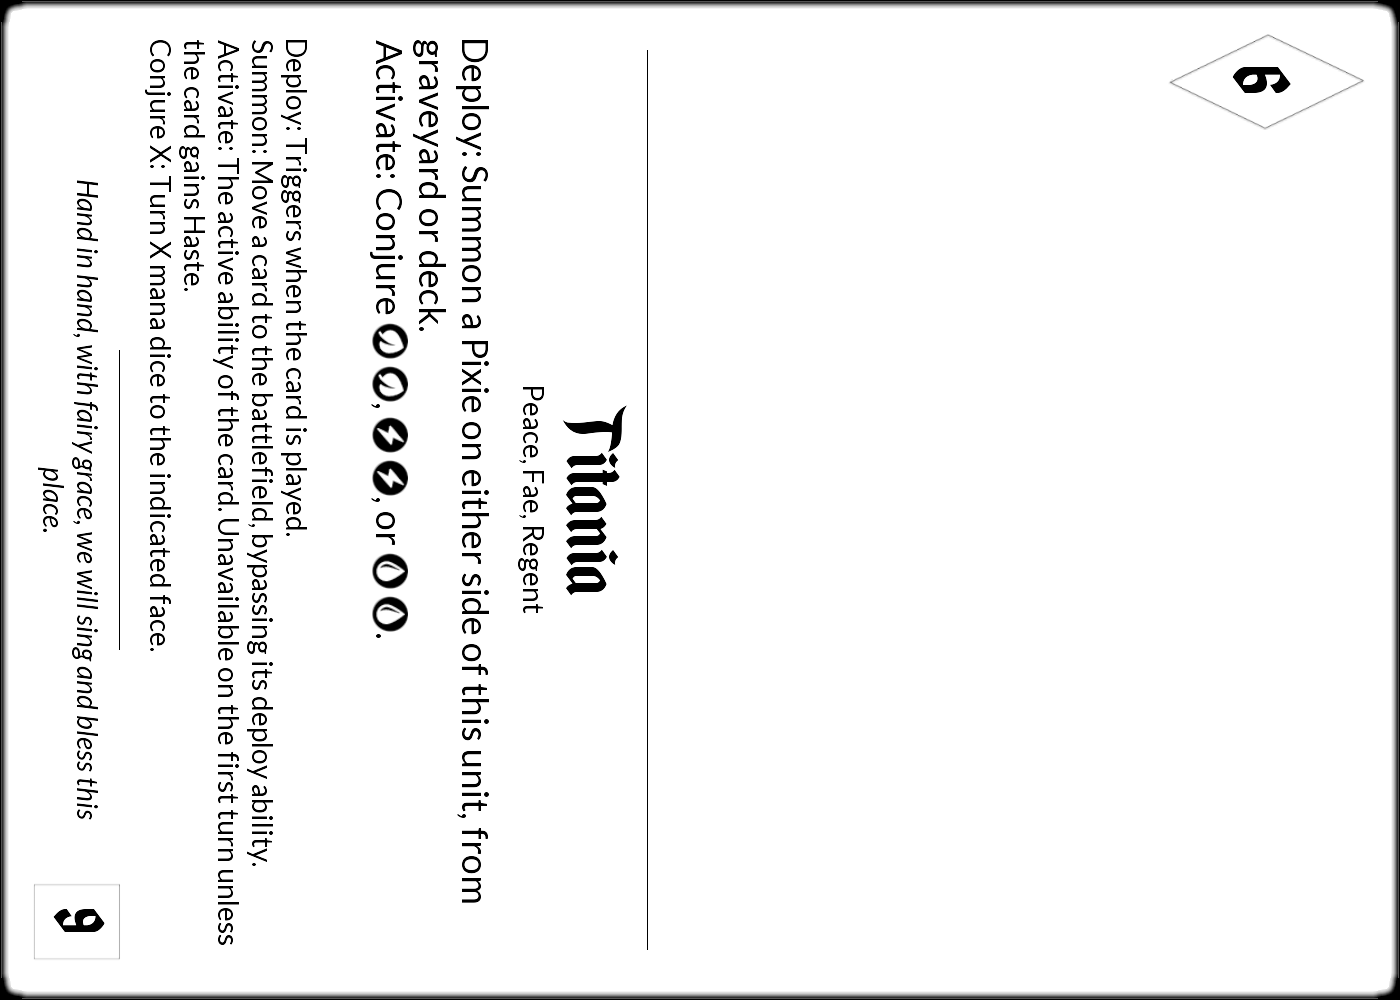 6
Titania
Peace, Fae, Regent
Deploy: Summon a Pixie on either side of this unit, from
graveyard or deck.
Activate: Conjure , , or .
Deploy: Triggers when the card is played.
Summon: Move a card to the battlefield, bypassing its deploy ability.
Activate: The active ability of the card. Unavailable on the first turn unless
the card gains Haste.
Conjure X: Turn X mana dice to the indicated face.
Hand in hand, with fairy grace, we will sing and bless this
place.
9